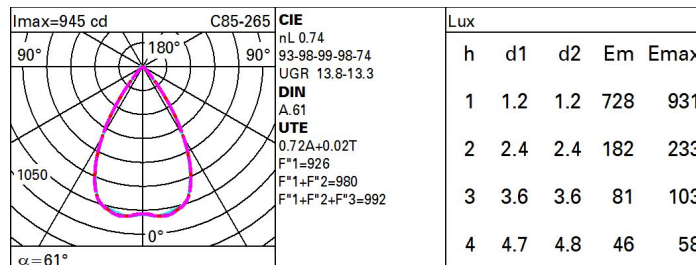 Imax=945 cd C85-265
90° 180° 90°
1050
0°
α=61°
CIE
nL 0.74
93-98-99-98-74
UGR 13.8-13.3
DIN
A.61
UTE
0.72A+0.02T
F"1=926
F"1+F"2=980
F"1+F"2+F"3=992
Lux
h d1 d2 Em Emax
1 1.2 1.2 728 931
2 2.4 2.4 182 233
3 3.6 3.6 81 103
4 4.7 4.8 46 58